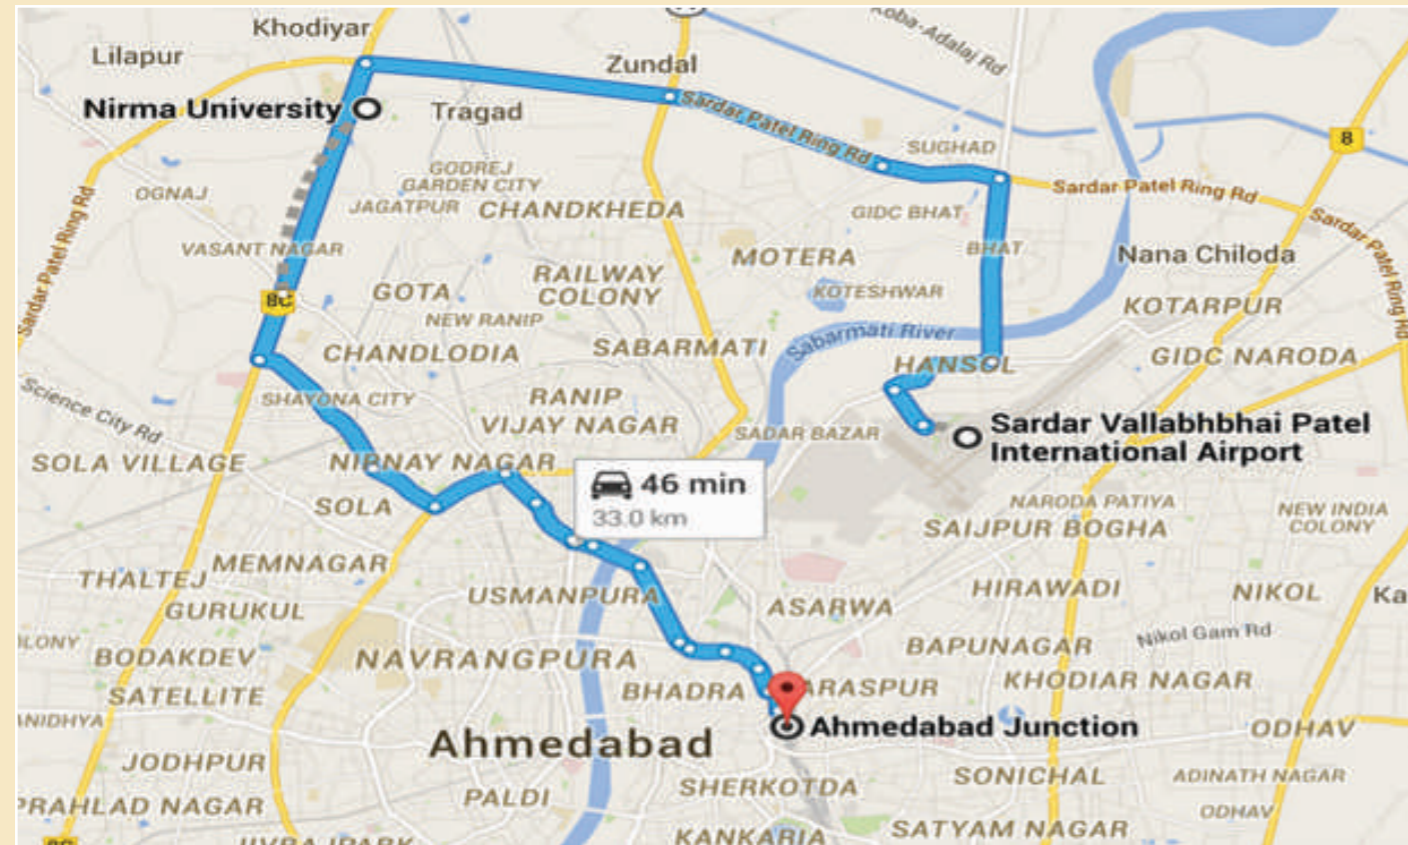 Khodiyar
Lilapur
Zundal
Koba-Adalaj Rd
Nirma University
Tragad
Sardar Patel Ring Rd
SUGHAD
8
GODREJ
GARDEN CITY
OGNAJ
JAGATPUR
CHANDKHEDA
GIDC BHAT
Sardar Patel Ring Rd
Sardar Patel Ring Rd
Sardar Patel Ring Rd
VASANT NAGAR
BHAT
MOTERA
Nana Chiloda
RAILWAY
COLONY
GOTA
KOTESHWAR
KOTARPUR
8C
NEW RANIP
Sabarmati River
CHANDLODIA
SABARMATI
HANSOL
GIDC NARODA
Science City Rd
SHAYONA CITY
RANIP
VIJAY NAGAR
SADAR BAZAR
Sardar Vallabhbhai Patel
International Airport
SOLA VILLAGE
NIRNAY NAGAR
46 min
33.0 km
SOLA
NARODA PATIYA
NEW INDIA
COLONY
SAIJPUR BOGHA
MEMNAGAR
THALTEJ
GURUKUL
USMANPURA
ASARWA
HIRAWADI
NIKOL
Ka
OLONY
BODAKDEV
NAVRANGPURA
BAPUNAGAR
Nikol Gam Rd
SATELLITE
BHADRA
ARASPUR
KHODIAR NAGAR
ANIDHYA
Ahmedabad Junction
ODHAV
Ahmedabad
JODHPUR
SHERKOTDA
SONICHAL
ADINATH NAGAR
PRAHLAD NAGAR
PALDI
ODHAV
KANKARIA
SATYAM NAGAR